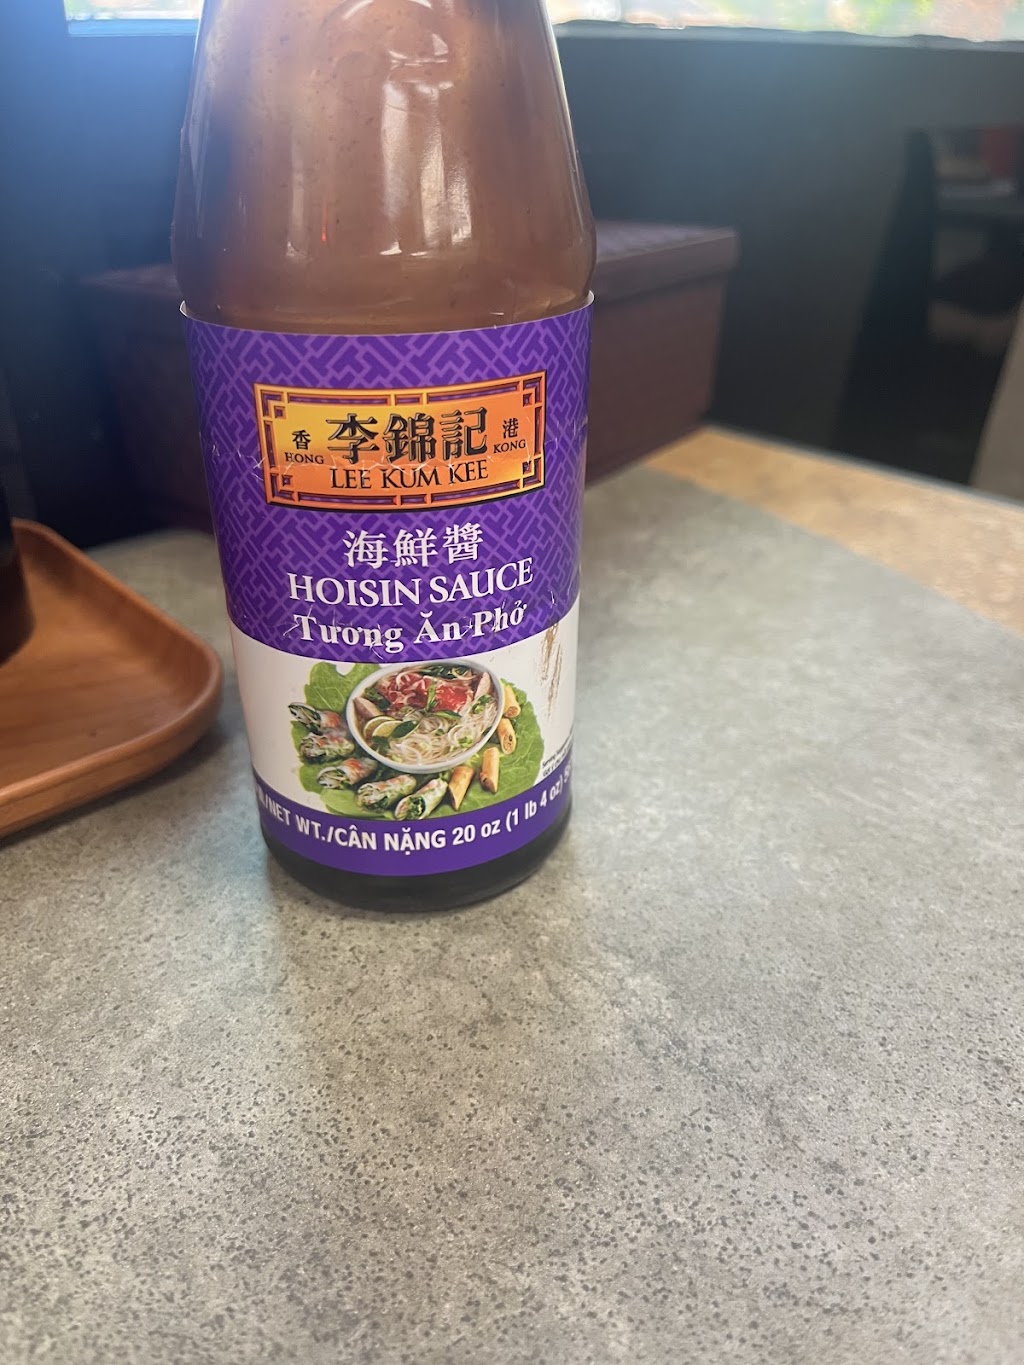 香 李錦記 港
HONG LEE KUM KEE KONG
海鮮醬
HOISIN SAUCE
Tương Ăn Phở
/NET WT./CÂN NẶNG 20 oz (1 lb 4 oz)